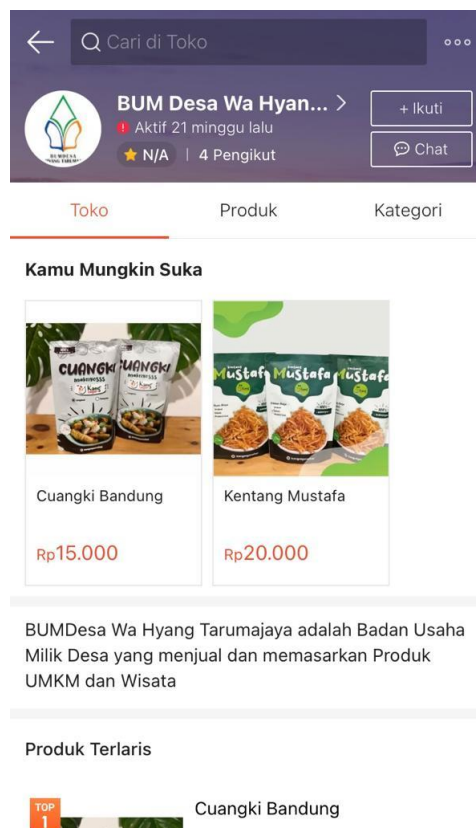 Cari di Toko
BUM Desa Wa Hyan... >
Aktif 21 minggu lalu
+ Ikuti
N/A | 4 Pengikut
Chat
Toko
Produk
Kategori
Kamu Mungkin Suka
CUANGKI
CUANGKI
Mustafa
Mustafa
Mustafa
Cuangki Bandung
Kentang Mustafa
Rp15.000
Rp20.000
BUMDesa Wa Hyang Tarumajaya adalah Badan Usaha
Milik Desa yang menjual dan memasarkan Produk
UMKM dan Wisata
Produk Terlaris
TOP
1
Cuangki Bandung